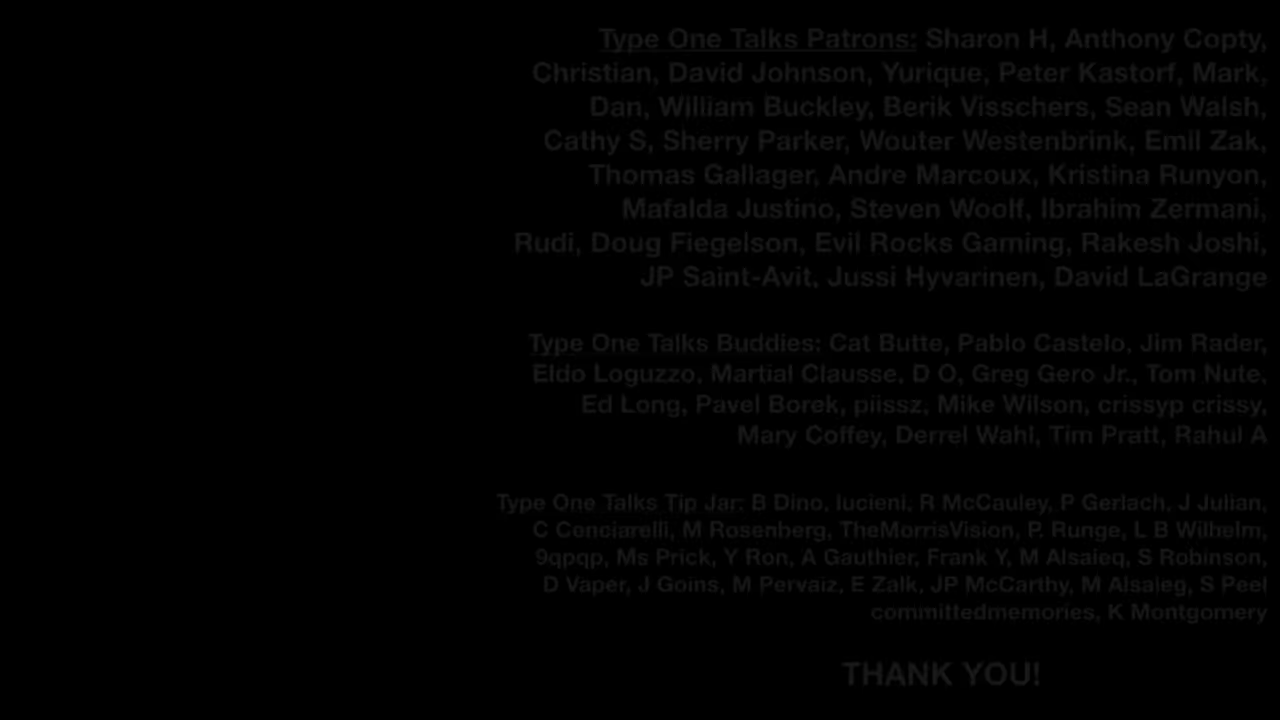 Type One Talks Patrons: Sharon H, Anthony Copty,
Christian, David Johnson, Yurique, Peter Kastorf, Mark,
Dan, William Buckley, Berik Visschers, Sean Walsh,
Cathy S, Sherry Parker, Wouter Westenbrink, Emil Zak,
Thomas Gallager, Andre Marcoux, Kristina Runyon,
Mafalda Justino, Steven Woolf, Ibrahim Zermani,
Rudi, Doug Fiegelson, Evil Rocks Gaming, Rakesh Joshi,
JP Saint-Avit, Jussi Hyvarinen, David LaGrange
Type One Talks Buddies: Cat Butte, Pablo Castelo, Jim Rader,
Eldo Loguzzo, Martial Clausse, D O, Greg Gero Jr., Tom Nute,
Ed Long, Pavel Borek, piissz, Mike Wilson, crissyp crissy,
Mary Coffey, Derrel Wahl, Tim Pratt, Rahul A
Type One Talks Tip Jar: B Dino, lucieni, R McCauley, P Gerlach, J Julian,
C Conciarelli, M Rosenberg, TheMorrisVision, P. Runge, L B Wilhelm,
9qpqp, Ms Prick, Y Ron, A Gauthier, Frank Y, M Alsaieq, S Robinson,
D Vaper, J Goins, M Pervaiz, E Zalk, JP McCarthy, M Alsaleg, S Peel
committedmemories, K Montgomery
THANK YOU!